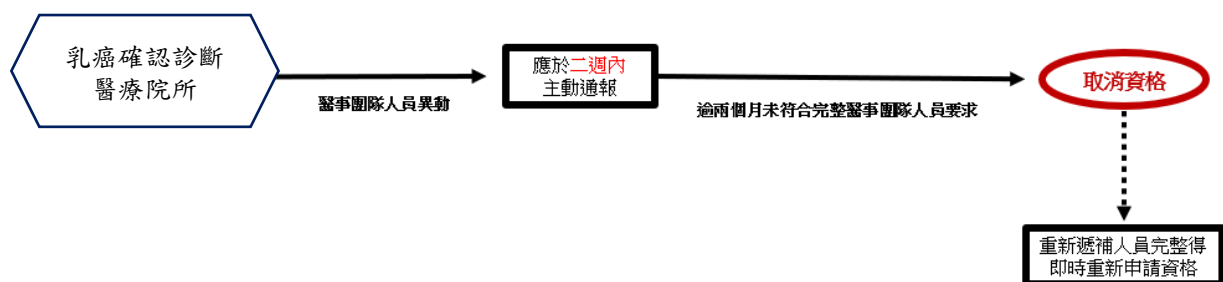 乳癌確認診斷
醫療院所
醫事團隊人員異動
應於二週內
主動通報
逾兩個月未符合完整醫事團隊人員要求
取消資格
重新遞補人員完整得
即時重新申請資格